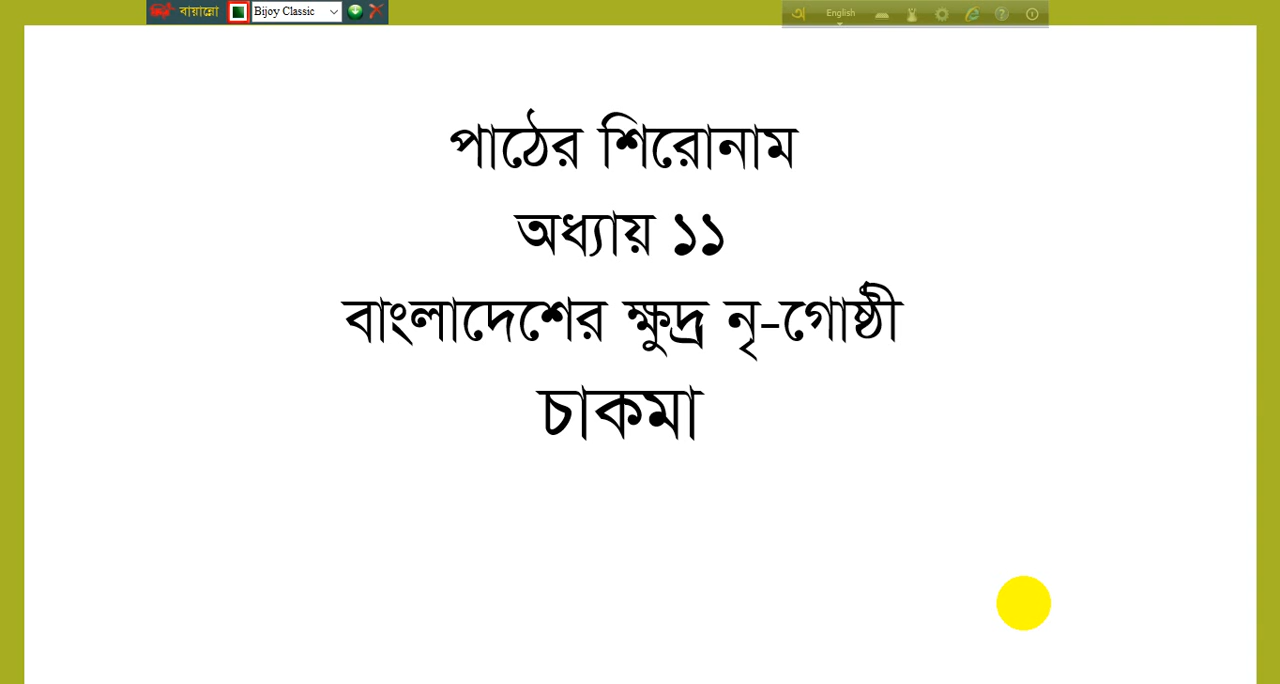 বায়ান্নো Bijoy Classic অ English
পাঠের শিরোনাম
অধ্যায় ১১
বাংলাদেশের ক্ষুদ্র নৃ-গোষ্ঠী
চাকমা